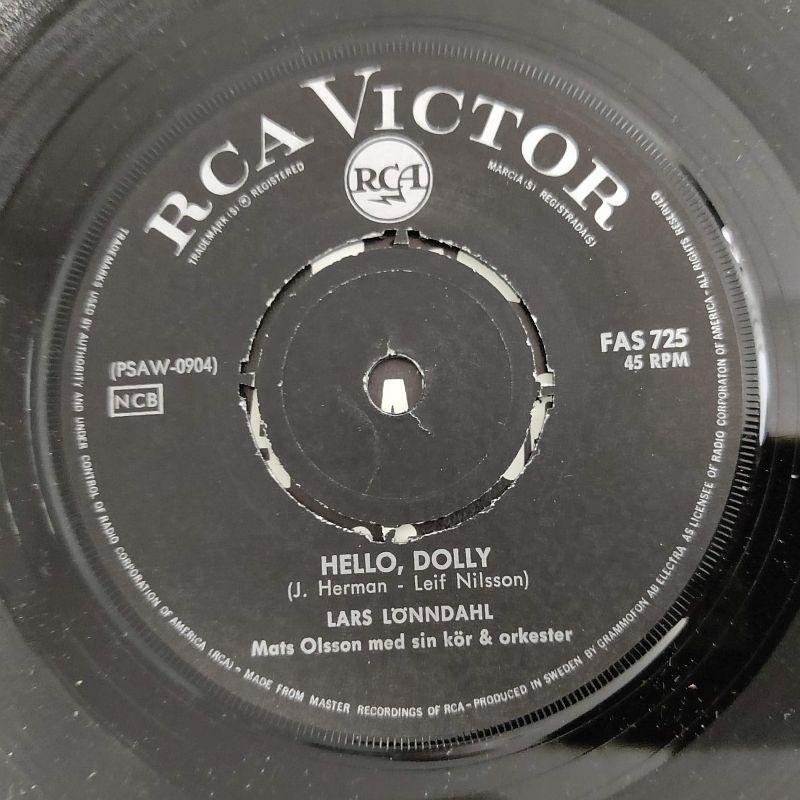 RCA VICTOR
RCA
TRADEMARK(S) ® REGISTERED
MARCA(S) REGISTRADA(S)
(PSAW-0904)
NCB
FAS 725
45 RPM
HELLO, DOLLY
(J. Herman - Leif Nilsson)
LARS LÖNNDAHL
Mats Olsson med sin kör & orkester
TRADEMARKS USED BY AUTHORITY AND UNDER CONTROL OF RADIO CORPORATION OF AMERICA (RCA) - MADE FROM MASTER RECORDINGS OF RCA - PRODUCED IN SWEDEN BY GRAMMOFON AB ELECTRA AS LICENSEE OF RADIO CORPORATION OF AMERICA - ALL RIGHTS RESERVED